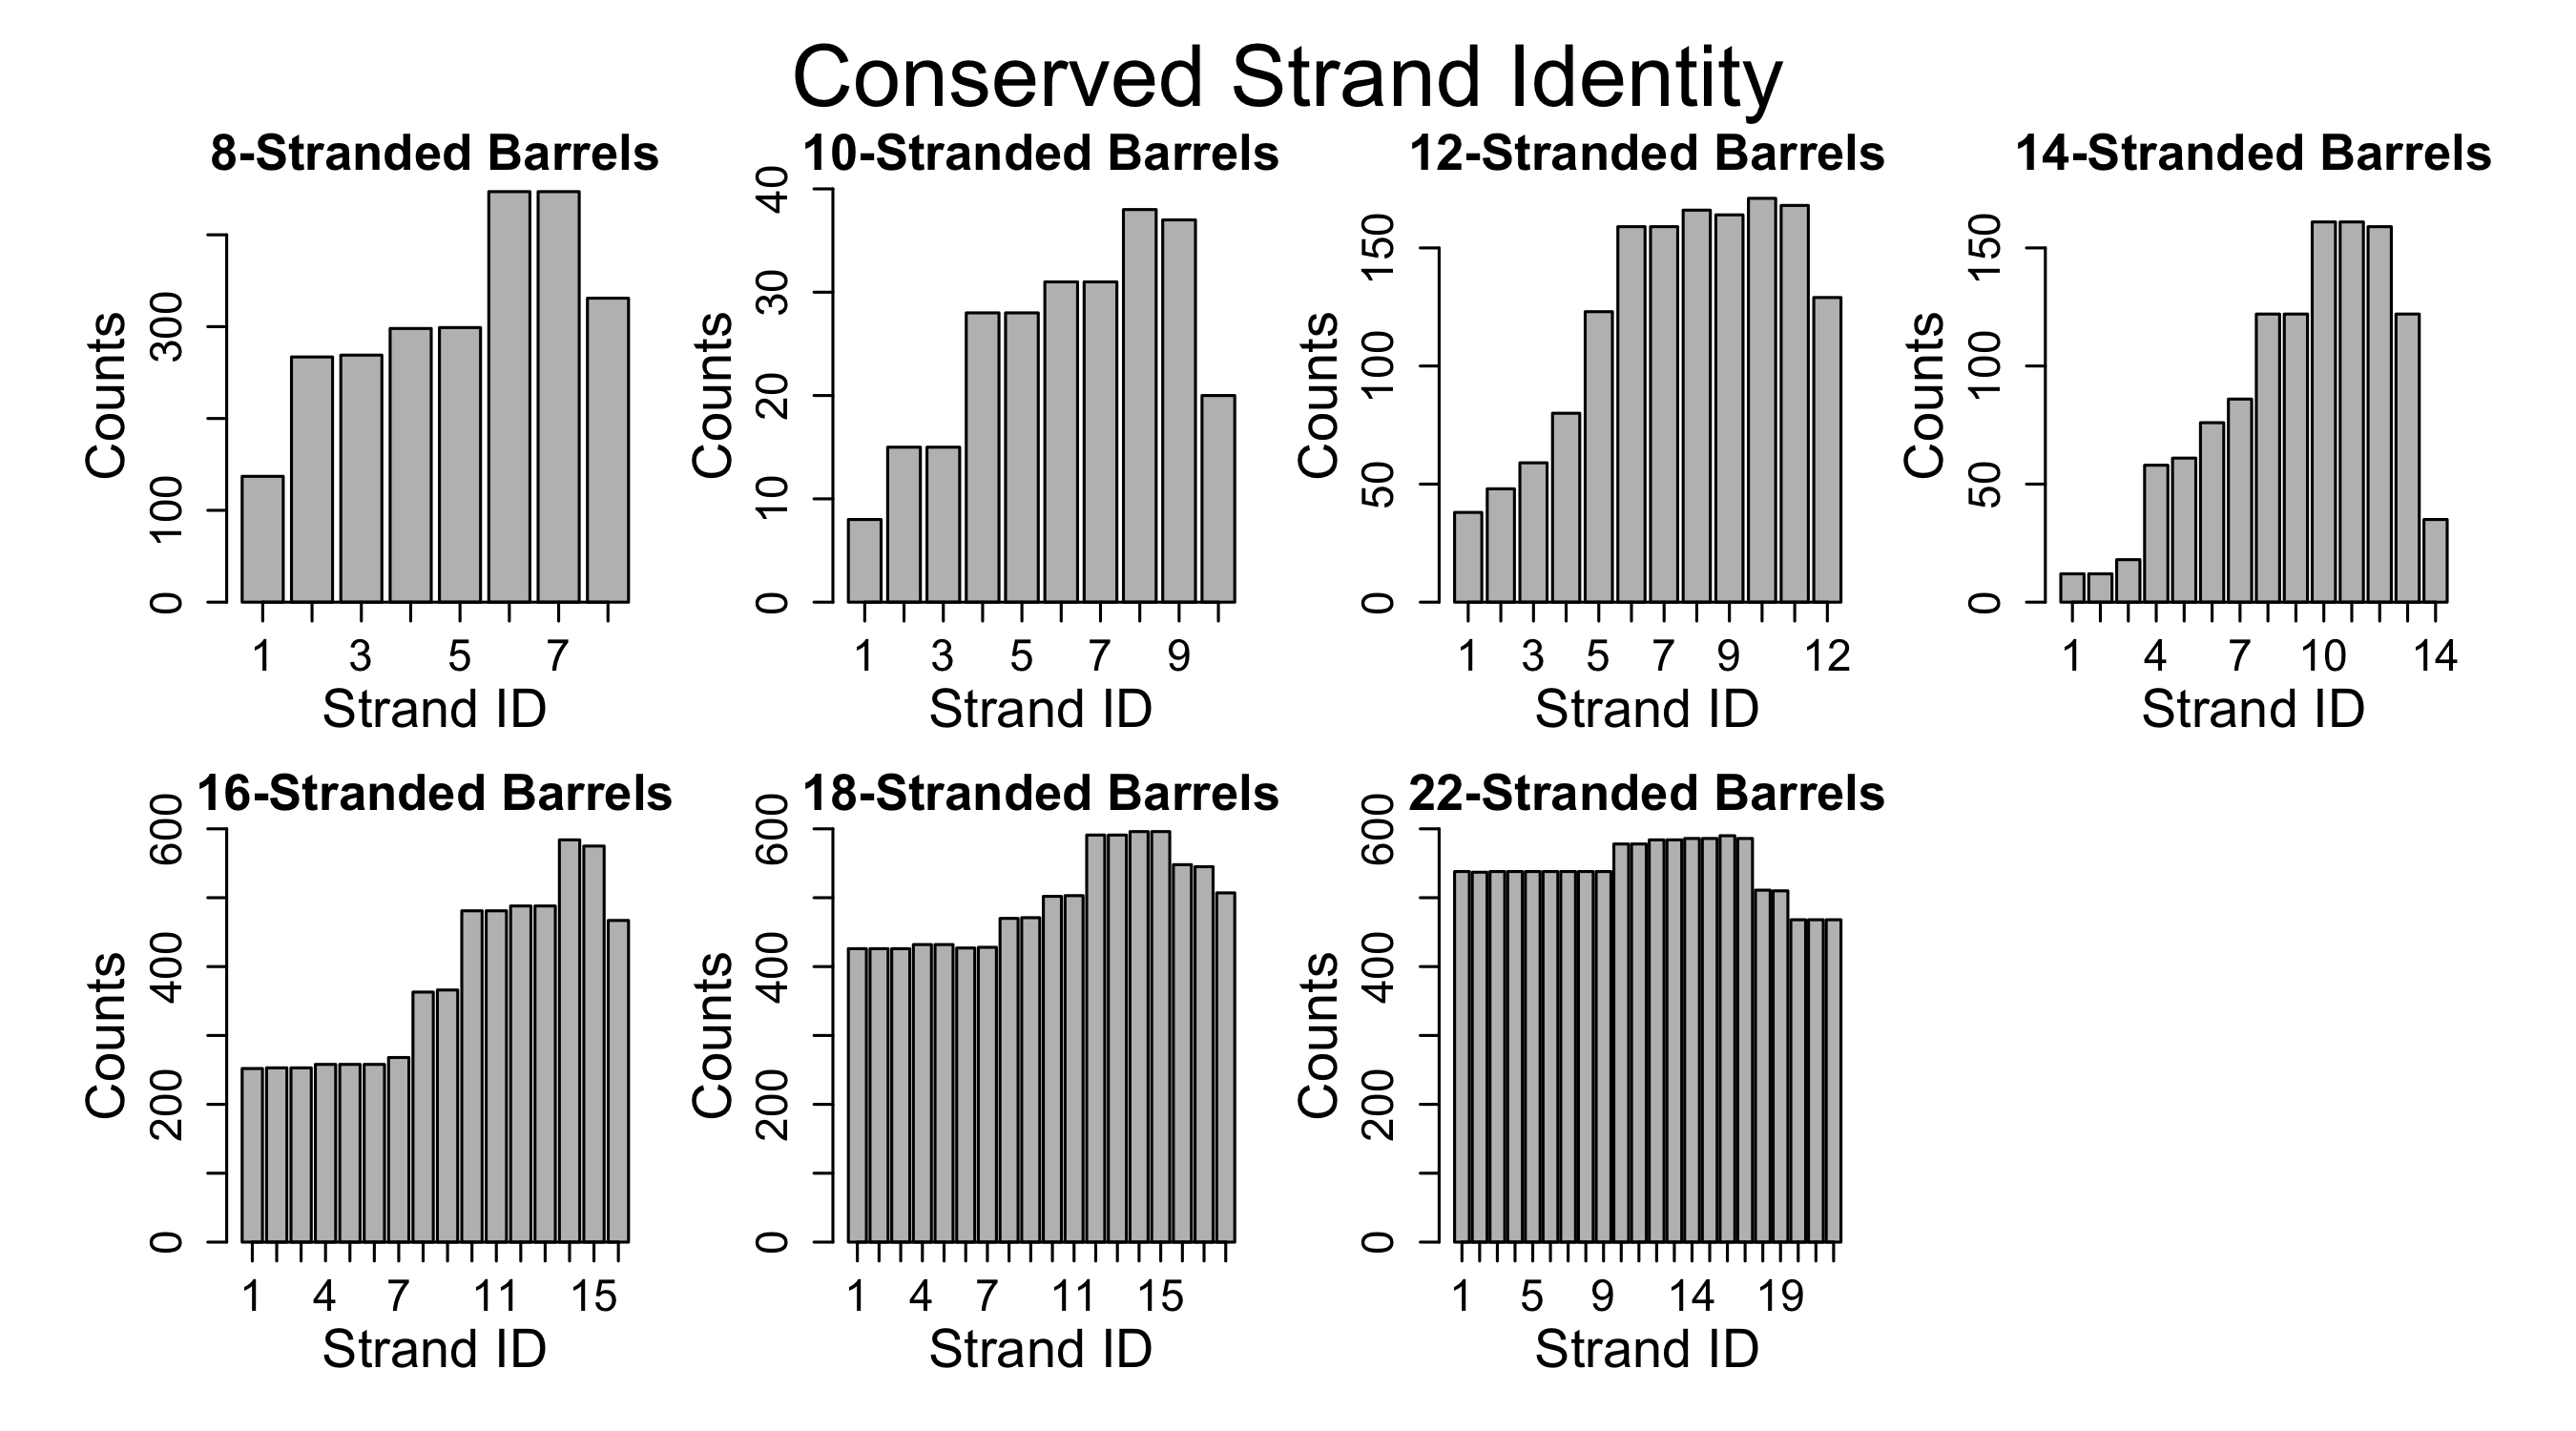 Conserved Strand Identity
8-Stranded Barrels
Counts
0 100 300
1 3 5 7
Strand ID
10-Stranded Barrels
Counts
0 10 20 30 40
1 3 5 7 9
Strand ID
12-Stranded Barrels
Counts
0 50 100 150
1 3 5 7 9 12
Strand ID
14-Stranded Barrels
Counts
0 50 100 150
1 4 7 10 14
Strand ID
16-Stranded Barrels
Counts
0 200 400 600
1 4 7 11 15
Strand ID
18-Stranded Barrels
Counts
0 200 400 600
1 4 7 11 15
Strand ID
22-Stranded Barrels
Counts
0 200 400 600
1 5 9 14 19
Strand ID